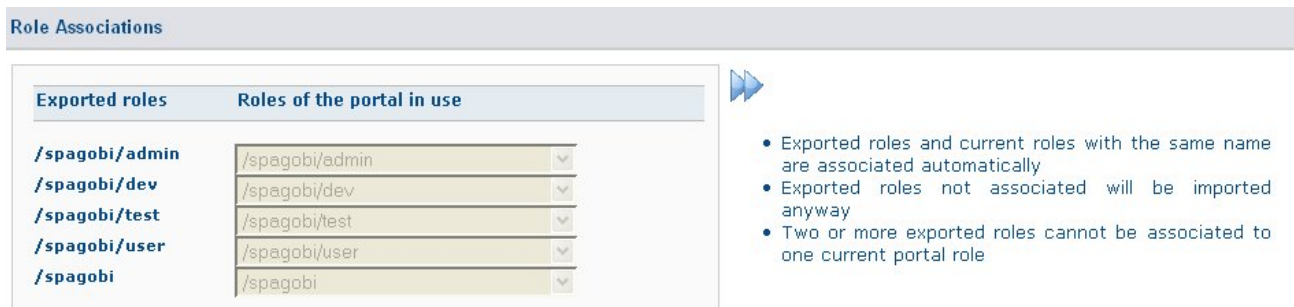 Role Associations
Exported roles Roles of the portal in use
/spagobi/admin /spagobi/admin
/spagobi/dev /spagobi/dev
/spagobi/test /spagobi/test
/spagobi/user /spagobi/user
/spagobi /spagobi
• Exported roles and current roles with the same name
are associated automatically
• Exported roles not associated will be imported
anyway
• Two or more exported roles cannot be associated to
one current portal role